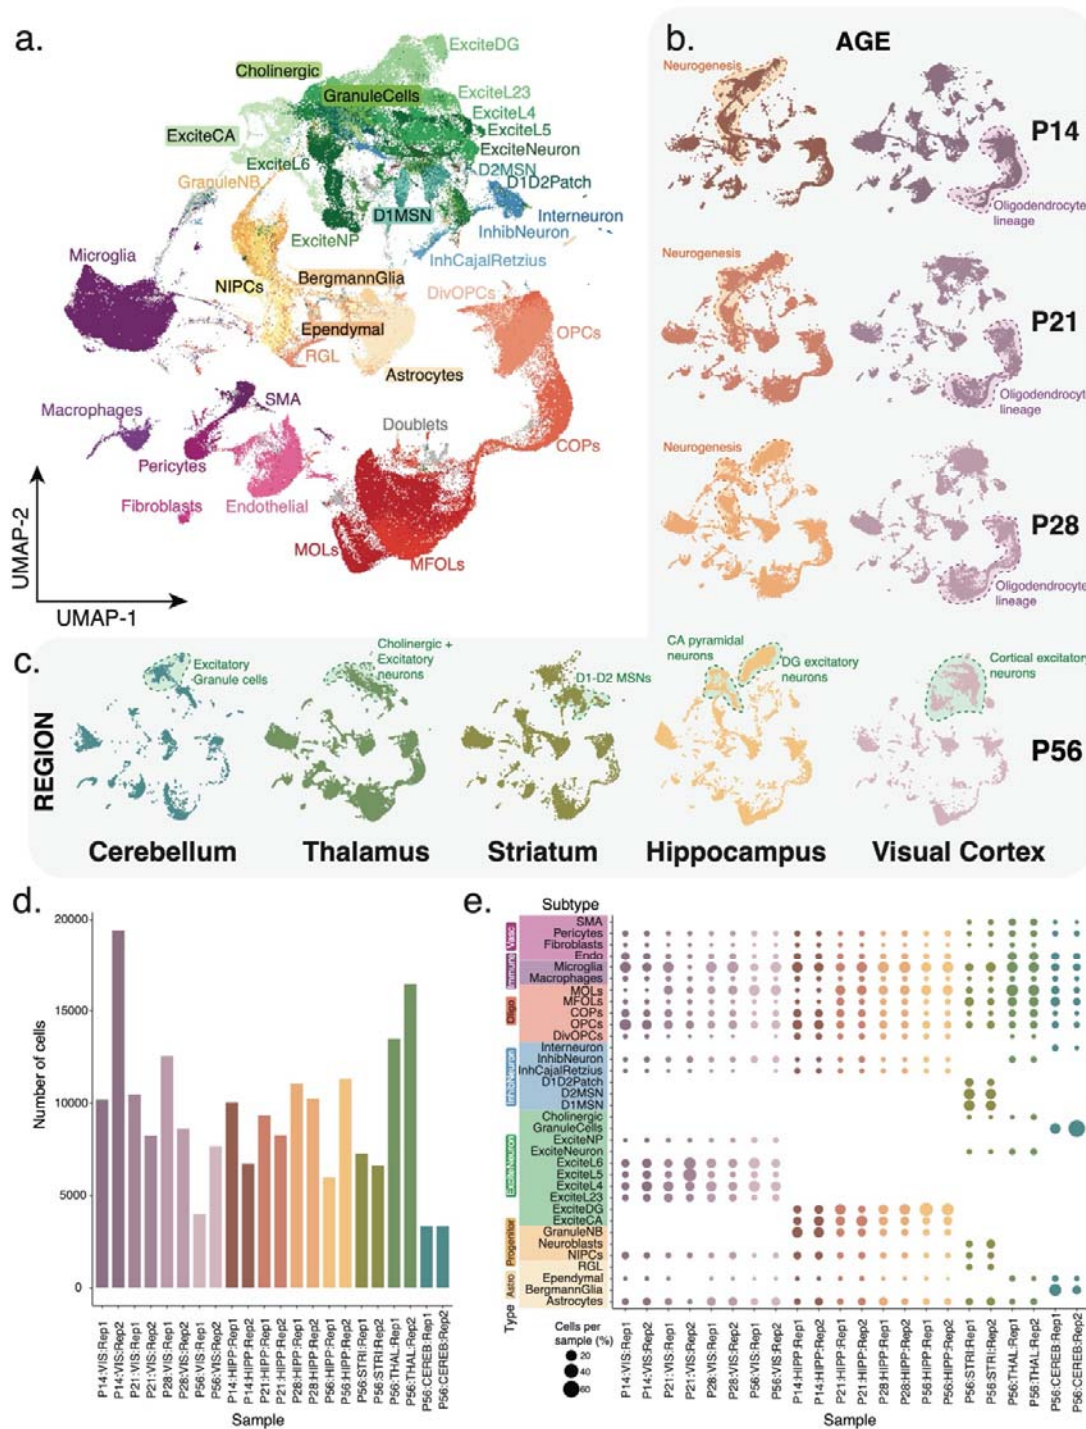 a.
ExciteDG
Cholinergic
GranuleCells
ExciteL23
ExciteL4
ExciteL5
ExciteCA
ExciteNeuron
ExciteL6
D2MSN
D1D2Patch
GranuleNB
D1MSN
Interneuron
InhibNeuron
ExciteNP
InhCajalRetzius
Microglia
BergmannGlia
NIPCs
DivOPCs
Ependymal
OPCs
RGL
Astrocytes
SMA
Macrophages
Doublets
COPs
Pericytes
Fibroblasts
Endothelial
MOLs
MFOLs
UMAP-2
UMAP-1
b.
AGE
Neurogenesis
P14
Oligodendrocyte
lineage
Neurogenesis
P21
Oligodendrocyt
lineage
Neurogenesis
P28
Oligodendrocyte
lineage
c.
REGION
Excitatory
Granule cells
Cholinergic +
Excitatory
neurons
D1-D2 MSNs
CA pyramidal
neurons
DG excitatory
neurons
Cortical excitatory
neurons
P56
Cerebellum
Thalamus
Striatum
Hippocampus
Visual Cortex
d.
20000
15000
10000
5000
0
Number of cells
P14:VIS:Rep1
P14:VIS:Rep2
P21:VIS:Rep1
P21:VIS:Rep2
P28:VIS:Rep1
P28:VIS:Rep2
P56:VIS:Rep1
P56:VIS:Rep2
P14:HIPP:Rep1
P14:HIPP:Rep2
P21:HIPP:Rep1
P21:HIPP:Rep2
P28:HIPP:Rep1
P28:HIPP:Rep2
P56:HIPP:Rep1
P56:HIPP:Rep2
P56:STRI:Rep1
P56:STRI:Rep2
P56:THAL:Rep1
P56:THAL:Rep2
P56:CEREB:Rep1
P56:CEREB:Rep2
Sample
e.
Subtype
SMA
Pericytes
Fibroblasts
Endo
Microglia
Macrophages
MOLs
MFOLs
COPs
OPCs
DivOPCs
Interneuron
InhibNeuron
InhCajalRetzius
D1D2Patch
D2MSN
D1MSN
Cholinergic
GranuleCells
ExciteNP
ExciteNeuron
ExciteL6
ExciteL5
ExciteL4
ExciteL23
ExciteDG
ExciteCA
GranuleNB
Neuroblasts
NIPCs
RGL
Ependymal
BergmannGlia
Astrocytes
Vasc
Immune
Oligo
InhibNeuron
ExciteNeuron
Progenitor
Astro
Type
Cells per
sample (%)
20
40
60
P14:VIS:Rep1
P14:VIS:Rep2
P21:VIS:Rep1
P21:VIS:Rep2
P28:VIS:Rep1
P28:VIS:Rep2
P56:VIS:Rep1
P56:VIS:Rep2
P14:HIPP:Rep1
P14:HIPP:Rep2
P21:HIPP:Rep1
P21:HIPP:Rep2
P28:HIPP:Rep1
P28:HIPP:Rep2
P56:HIPP:Rep1
P56:HIPP:Rep2
P56:STRI:Rep1
P56:STRI:Rep2
P56:THAL:Rep1
P56:THAL:Rep2
P56:CEREB:Rep1
P56:CEREB:Rep2
Sample